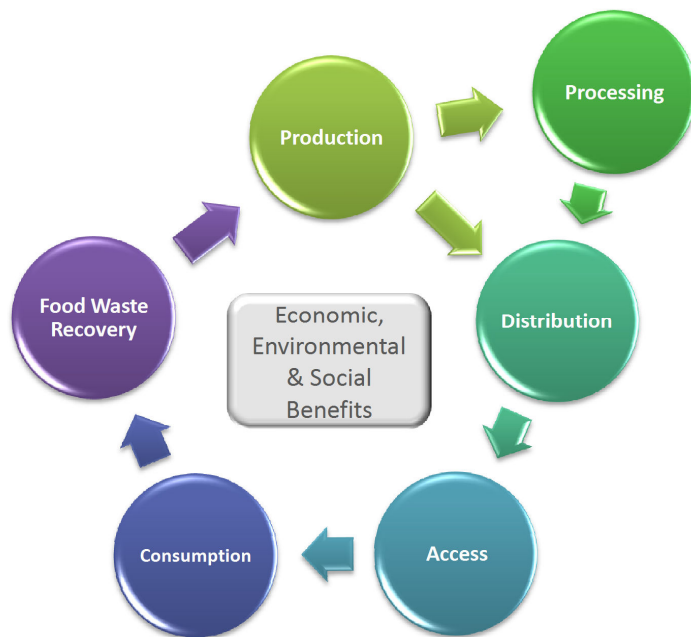 Production
Processing
Distribution
Access
Consumption
Food Waste
Recovery
Economic,
Environmental
& Social
Benefits